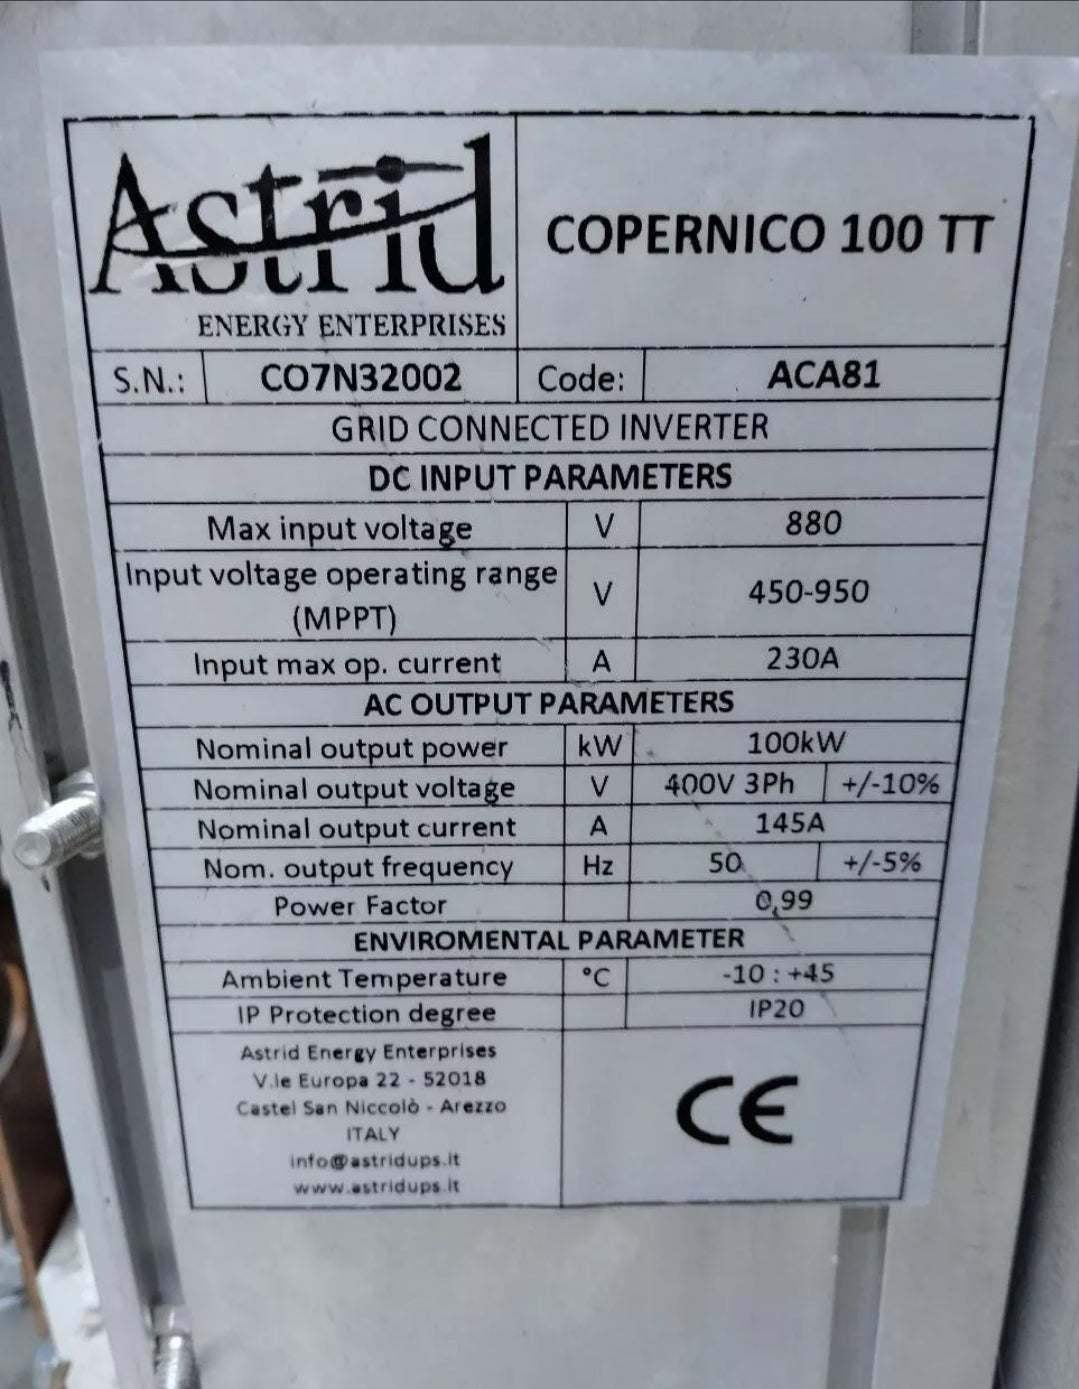 Astrid
ENERGY ENTERPRISES
COPERNICO 100 TT
S.N.: CO7N32002 Code: ACA81
GRID CONNECTED INVERTER
DC INPUT PARAMETERS
Max input voltage V 880
Input voltage operating range
(MPPT) V 450-950
Input max op. current A 230A
AC OUTPUT PARAMETERS
Nominal output power kW 100kW
Nominal output voltage V 400V 3Ph +/-10%
Nominal output current A 145A
Nom. output frequency Hz 50 +/-5%
Power Factor 0,99
ENVIROMENTAL PARAMETER
Ambient Temperature °C -10 : +45
IP Protection degree IP20
Astrid Energy Enterprises
V.le Europa 22 - 52018
Castel San Niccolò - Arezzo
ITALY
info@astridups.it
www.astridups.it
CE